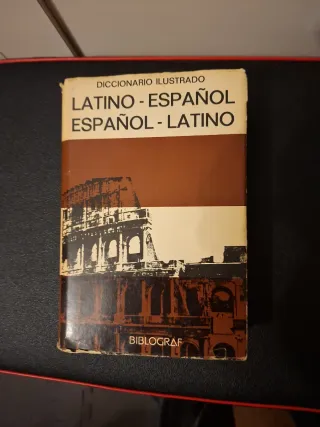 DICCIONARIO ILUSTRADO
LATINO - ESPAÑOL
ESPAÑOL - LATINO
BIBLOGRAF